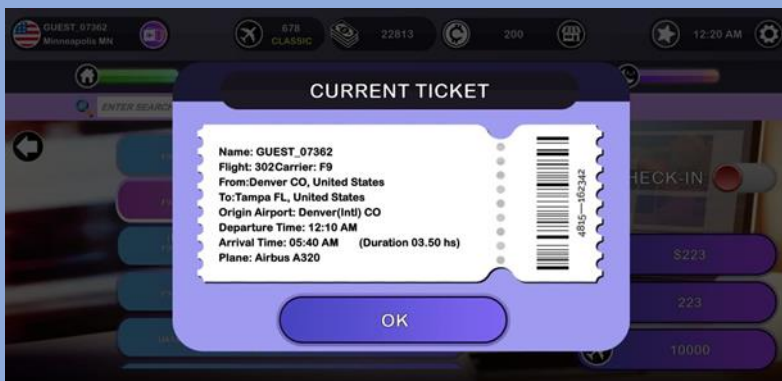 GUEST_07362
Minneapolis MN
678
CLASSIC
22813
200
12:20 AM
ENTER SEARCH
CURRENT TICKET
Name: GUEST_07362
Flight: 302Carrier: F9
From:Denver CO, United States
To:Tampa FL, United States
Origin Airport: Denver(Intl) CO
Departure Time: 12:10 AM
Arrival Time: 05:40 AM (Duration 03.50 hs)
Plane: Airbus A320
4815—162342
HECK-IN
$223
223
10000
OK